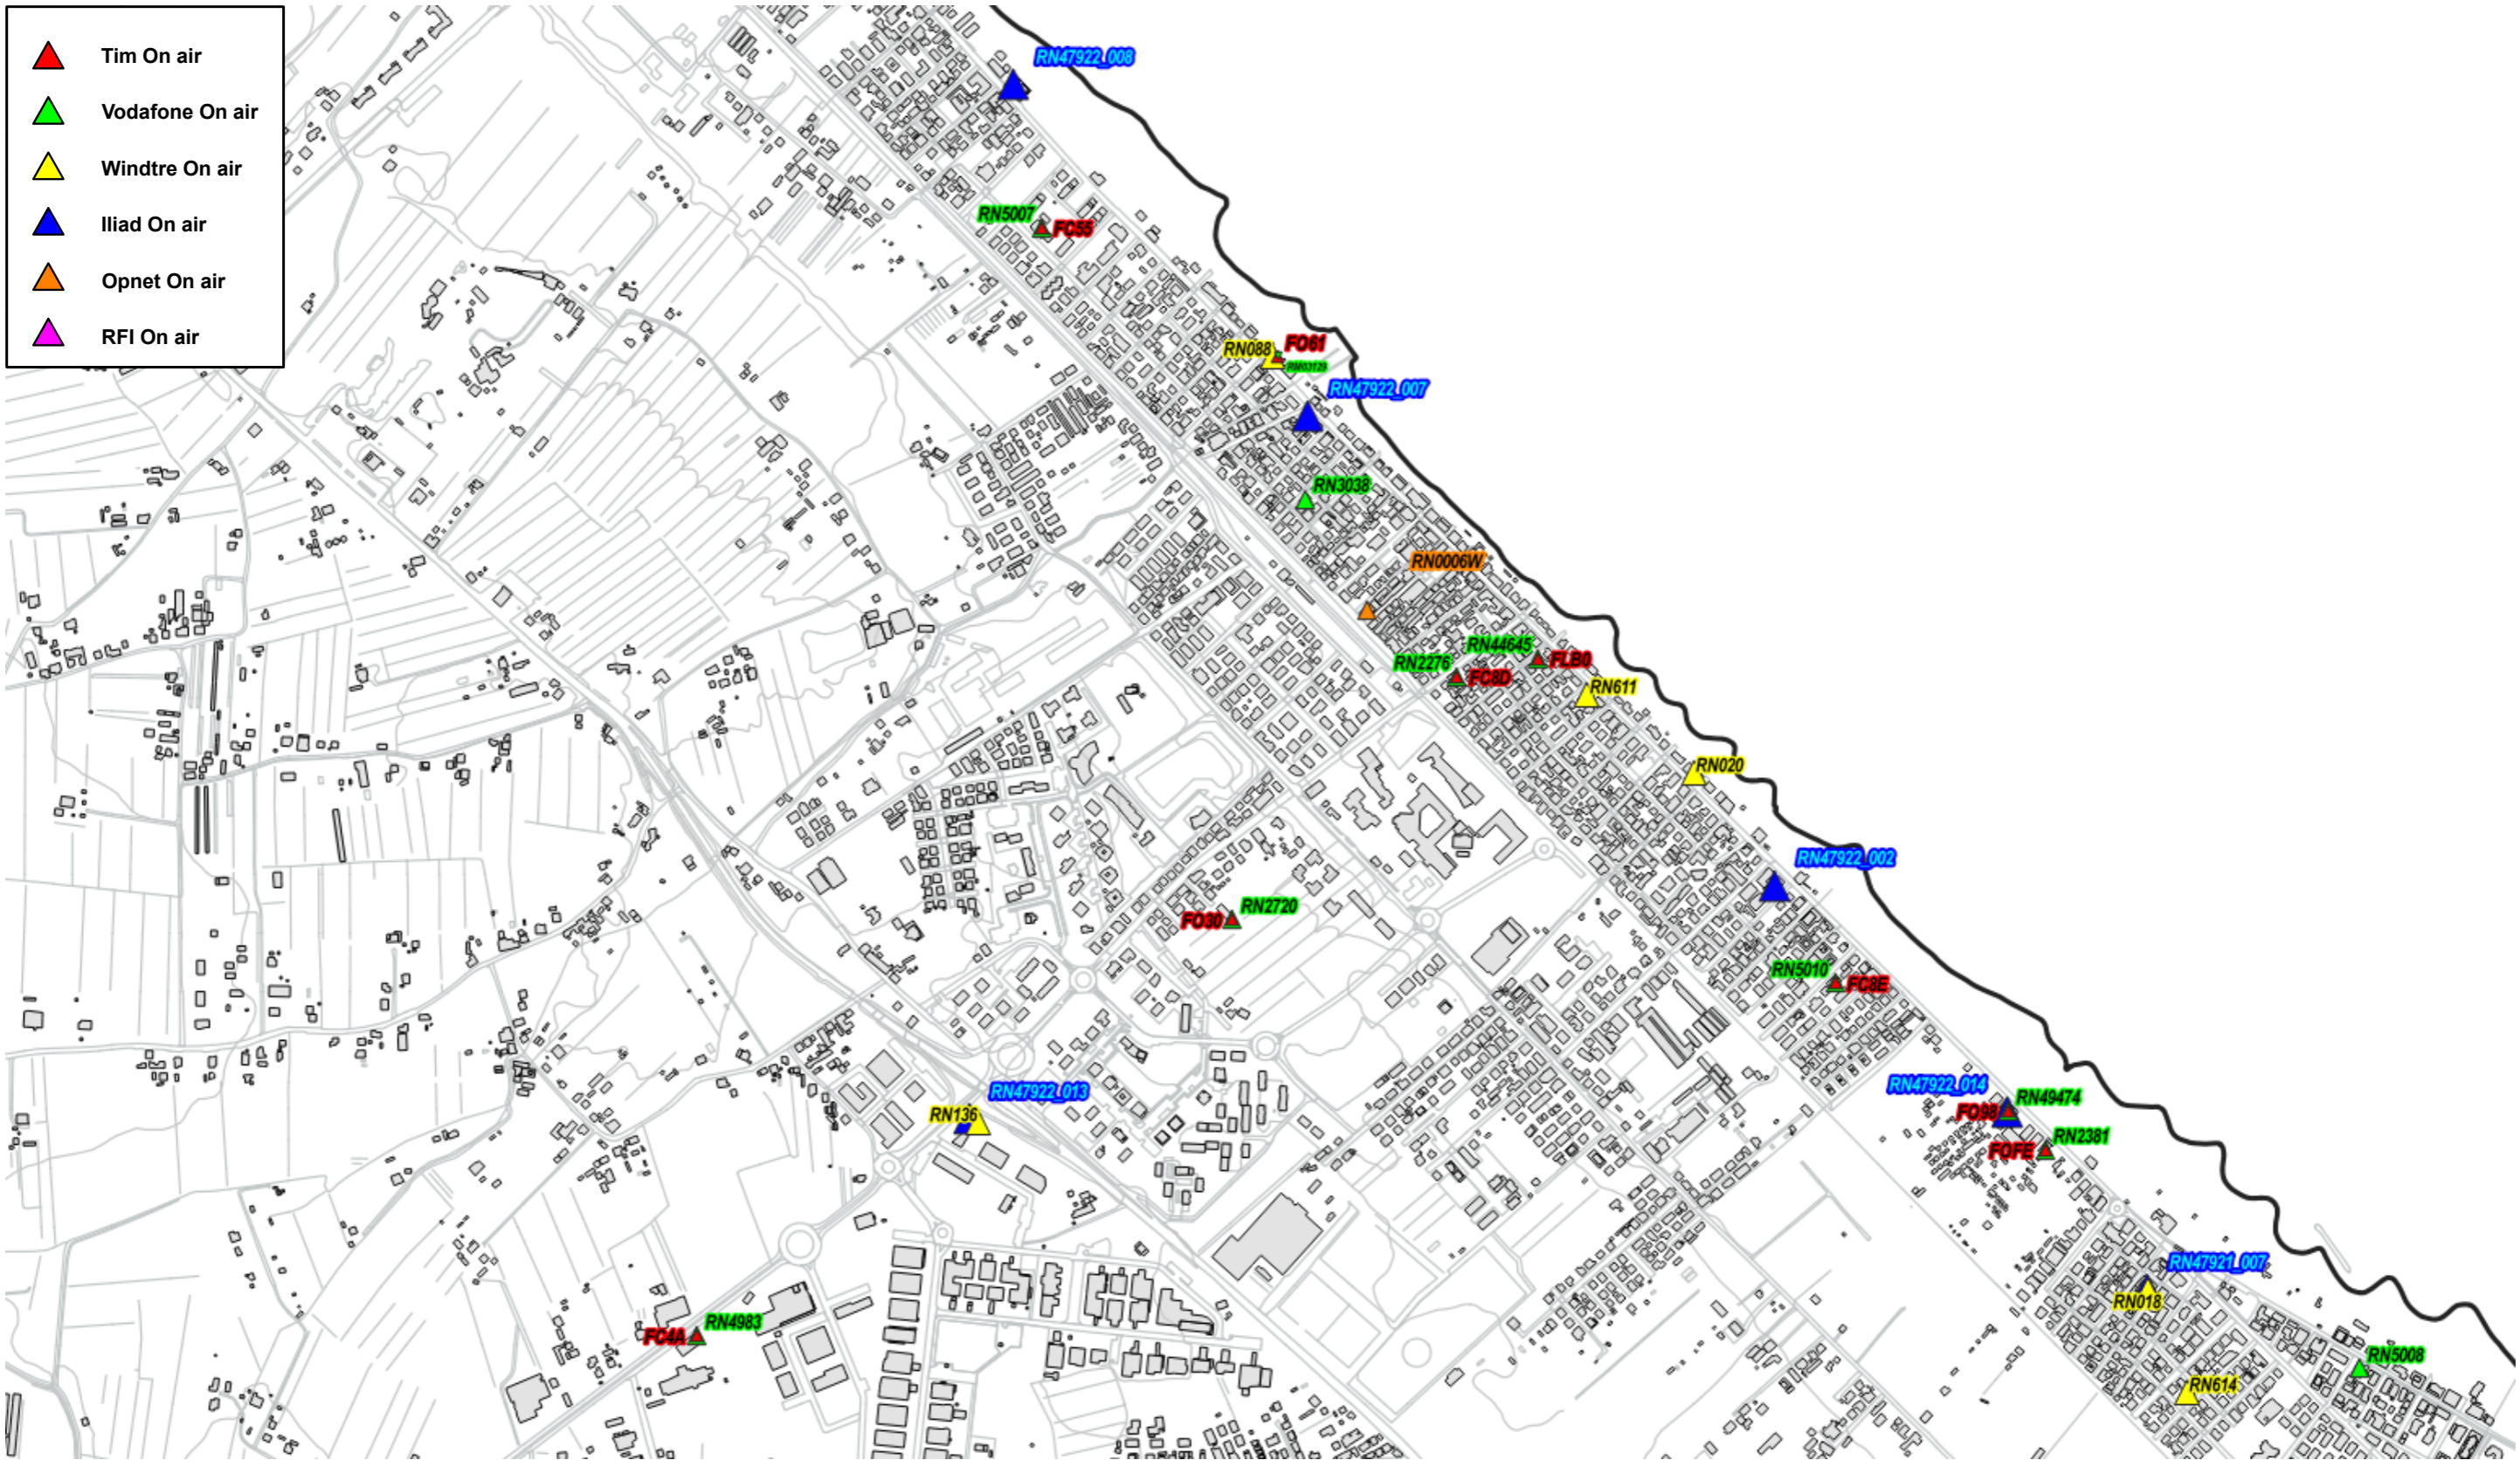 Tim On air
Vodafone On air
Windtre On air
Iliad On air
Opnet On air
RFI On air
RN47922_008
RN5007
FC55
FO61
RN088
RM03129
RN47922_007
RN3038
RN0006W
RN44645
FLB0
RN2276
FC8D
RN611
RN020
RN47922_002
FO30
RN2720
RN5010
FC8E
RN47922_013
RN136
RN47922_014
FO98
RN49474
RN2381
FOFE
RN47921_007
RN018
FC4A
RN4983
RN5008
RN614